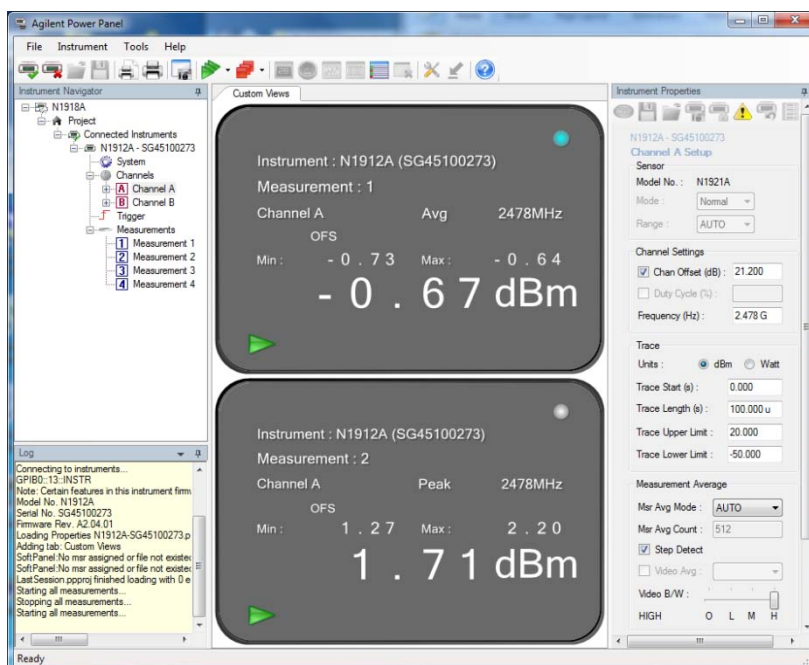 Agilent Power Panel
File Instrument Tools Help
Instrument Navigator
N1918A
Project
Connected Instruments
N1912A - SG45100273
System
Channels
A Channel A
B Channel B
Trigger
Measurements
1 Measurement 1
2 Measurement 2
3 Measurement 3
4 Measurement 4
Log
Connecting to instruments...
GPIB0::13::INSTR
Note: Certain features in this instrument firm
Model No. N1912A
Serial No. SG45100273
Firmware Rev. A2.04.01
Loading Properties N1912A-SG45100273.p
Adding tab: Custom Views
SoftPanel:No msr assigned or file not existed
SoftPanel:No msr assigned or file not existed
LastSession.ppproj finished loading with 0 e
Starting all measurements...
Stopping all measurements...
Starting all measurements...
Custom Views
Instrument : N1912A (SG45100273)
Measurement : 1
Channel A Avg 2478MHz
OFS
Min : -0.73 Max : -0.64
-0.67 dBm
Instrument : N1912A (SG45100273)
Measurement : 2
Channel A Peak 2478MHz
OFS
Min : 1.27 Max : 2.20
1.71 dBm
Instrument Properties
N1912A - SG45100273
Channel A Setup
Sensor
Model No. : N1921A
Mode : Normal
Range : AUTO
Channel Settings
Chan Offset (dB) : 21.200
Duty Cycle (%) :
Frequency (Hz) : 2.478 G
Trace
Units : dBm Watt
Trace Start (s) : 0.000
Trace Length (s) : 100.000 u
Trace Upper Limit : 20.000
Trace Lower Limit : -50.000
Measurement Average
Msr Avg Mode : AUTO
Msr Avg Count : 512
Step Detect
Video Avg :
Video B/W :
HIGH O L M H
Ready